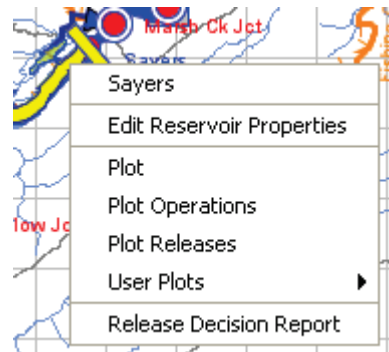 Marsh Ck Jct
Sayers
Sayers
Edit Reservoir Properties
Plot
low Jc
Plot Operations
Plot Releases
User Plots
Release Decision Report